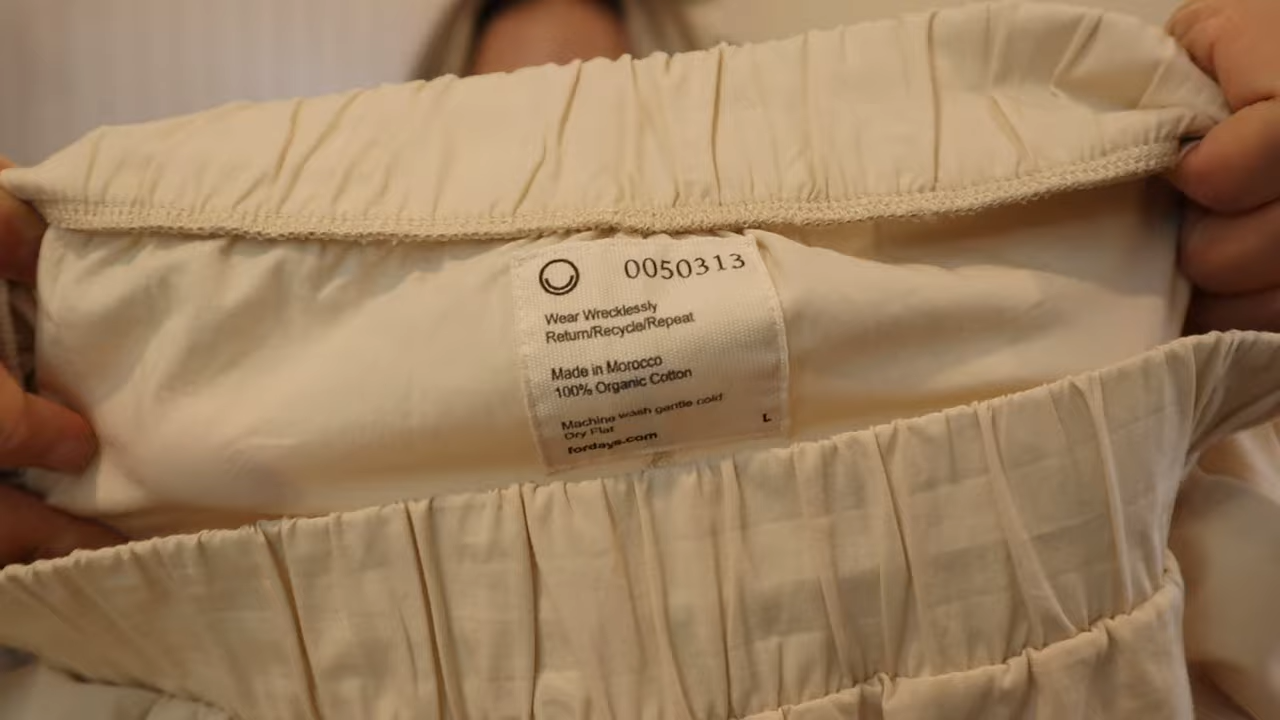 0050313
Wear Wrecklessly
Return/Recycle/Repeat
Made in Morocco
100% Organic Cotton
Machine wash gentle cold
Dry Flat
L
fordays.com